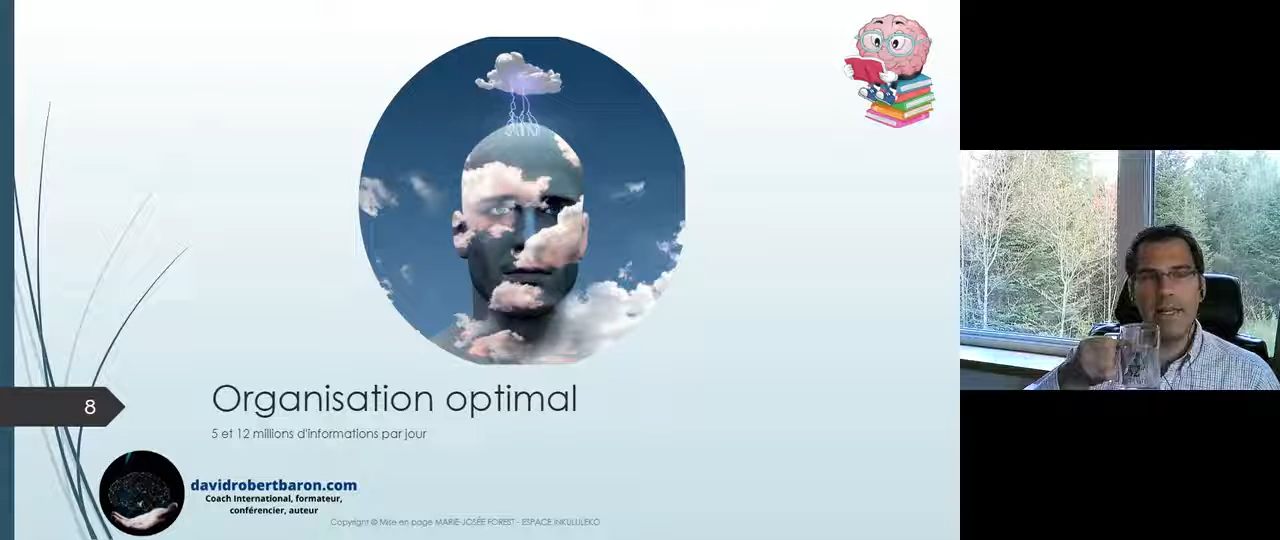 Organisation optimal
5 et 12 millions d'informations par jour
8
davidrobertbaron.com
Coach International, formateur,
conférencier, auteur
Copyright © Mise en page MARIE-JOSÉE FOREST - ESPACE INKULULEKO